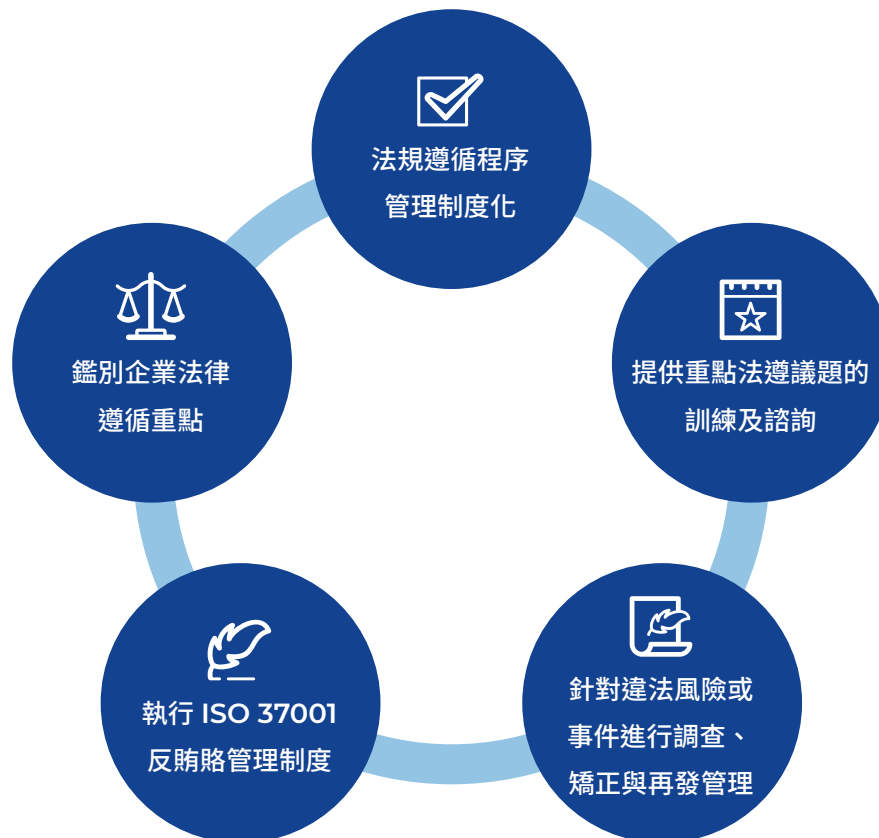 法規遵循程序
管理制度化
鑑別企業法律
遵循重點
提供重點法遵議題的
訓練及諮詢
執行 ISO 37001
反賄賂管理制度
針對違法風險或
事件進行調查、
矯正與再發管理